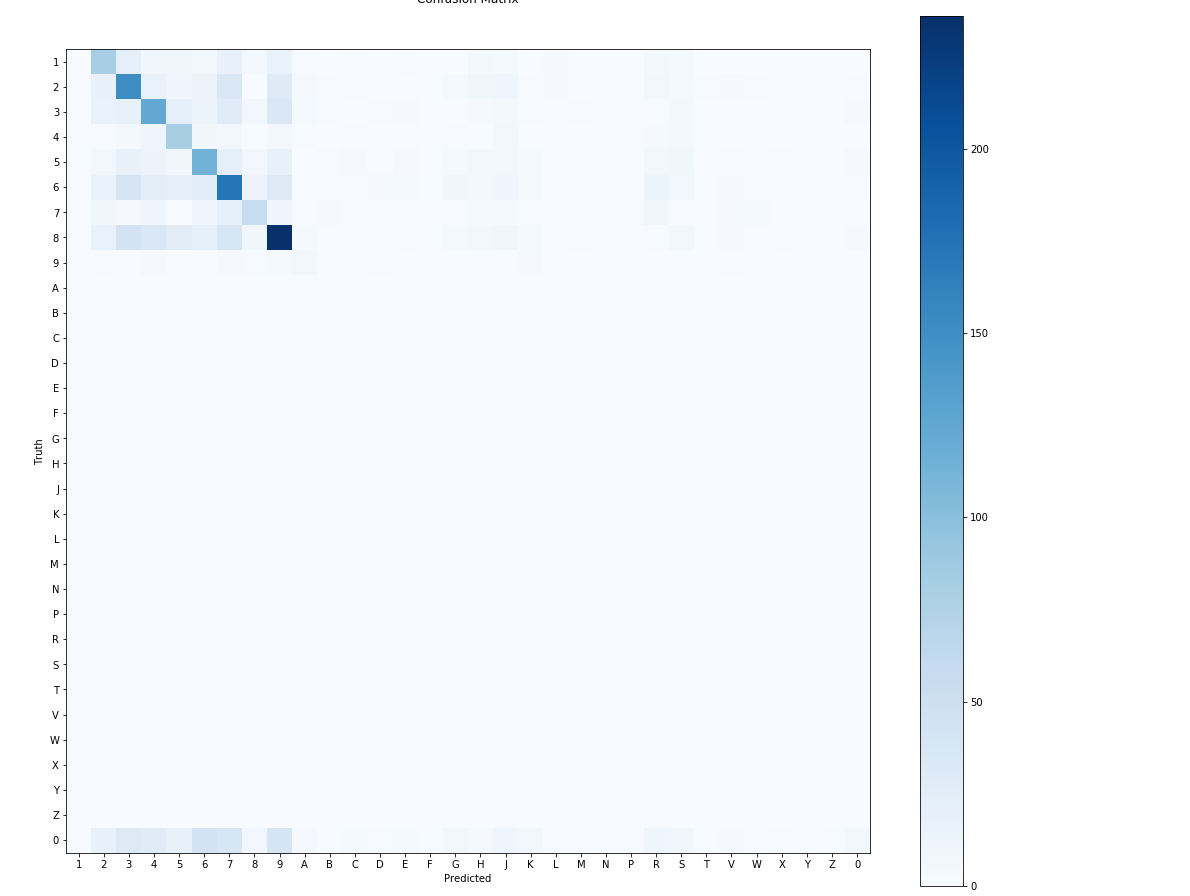 Confusion Matrix
1
2
3
4
5
6
7
8
9
A
B
C
D
E
F
G
H
J
K
L
M
N
P
R
S
T
V
W
X
Y
Z
0
Truth
1 2 3 4 5 6 7 8 9 A B C D E F G H J K L M N P R S T V W X Y Z 0
Predicted
200
150
100
50
0